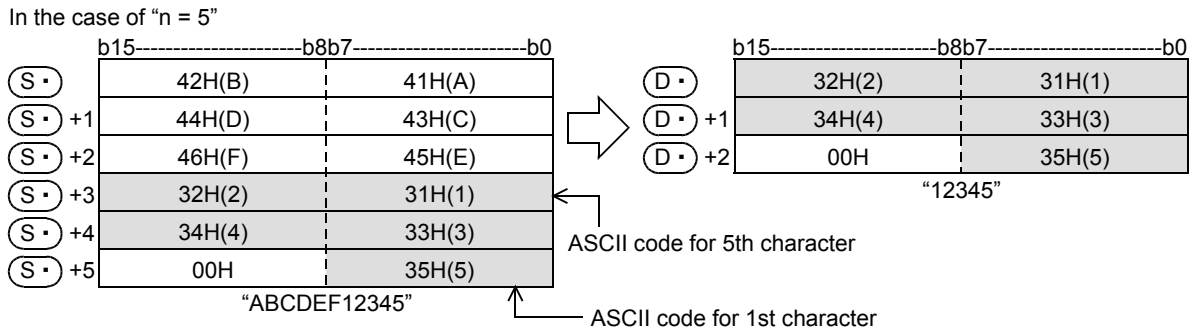 In the case of “n = 5”
b15----------------------b8b7-----------------------b0 b15----------------------b8b7-----------------------b0
S· 42H(B) 41H(A) D· 32H(2) 31H(1)
S· +1 44H(D) 43H(C) D· +1 34H(4) 33H(3)
S· +2 46H(F) 45H(E) D· +2 00H 35H(5)
S· +3 32H(2) 31H(1) “12345”
S· +4 34H(4) 33H(3) ASCII code for 5th character
S· +5 00H 35H(5)
“ABCDEF12345” ASCII code for 1st character